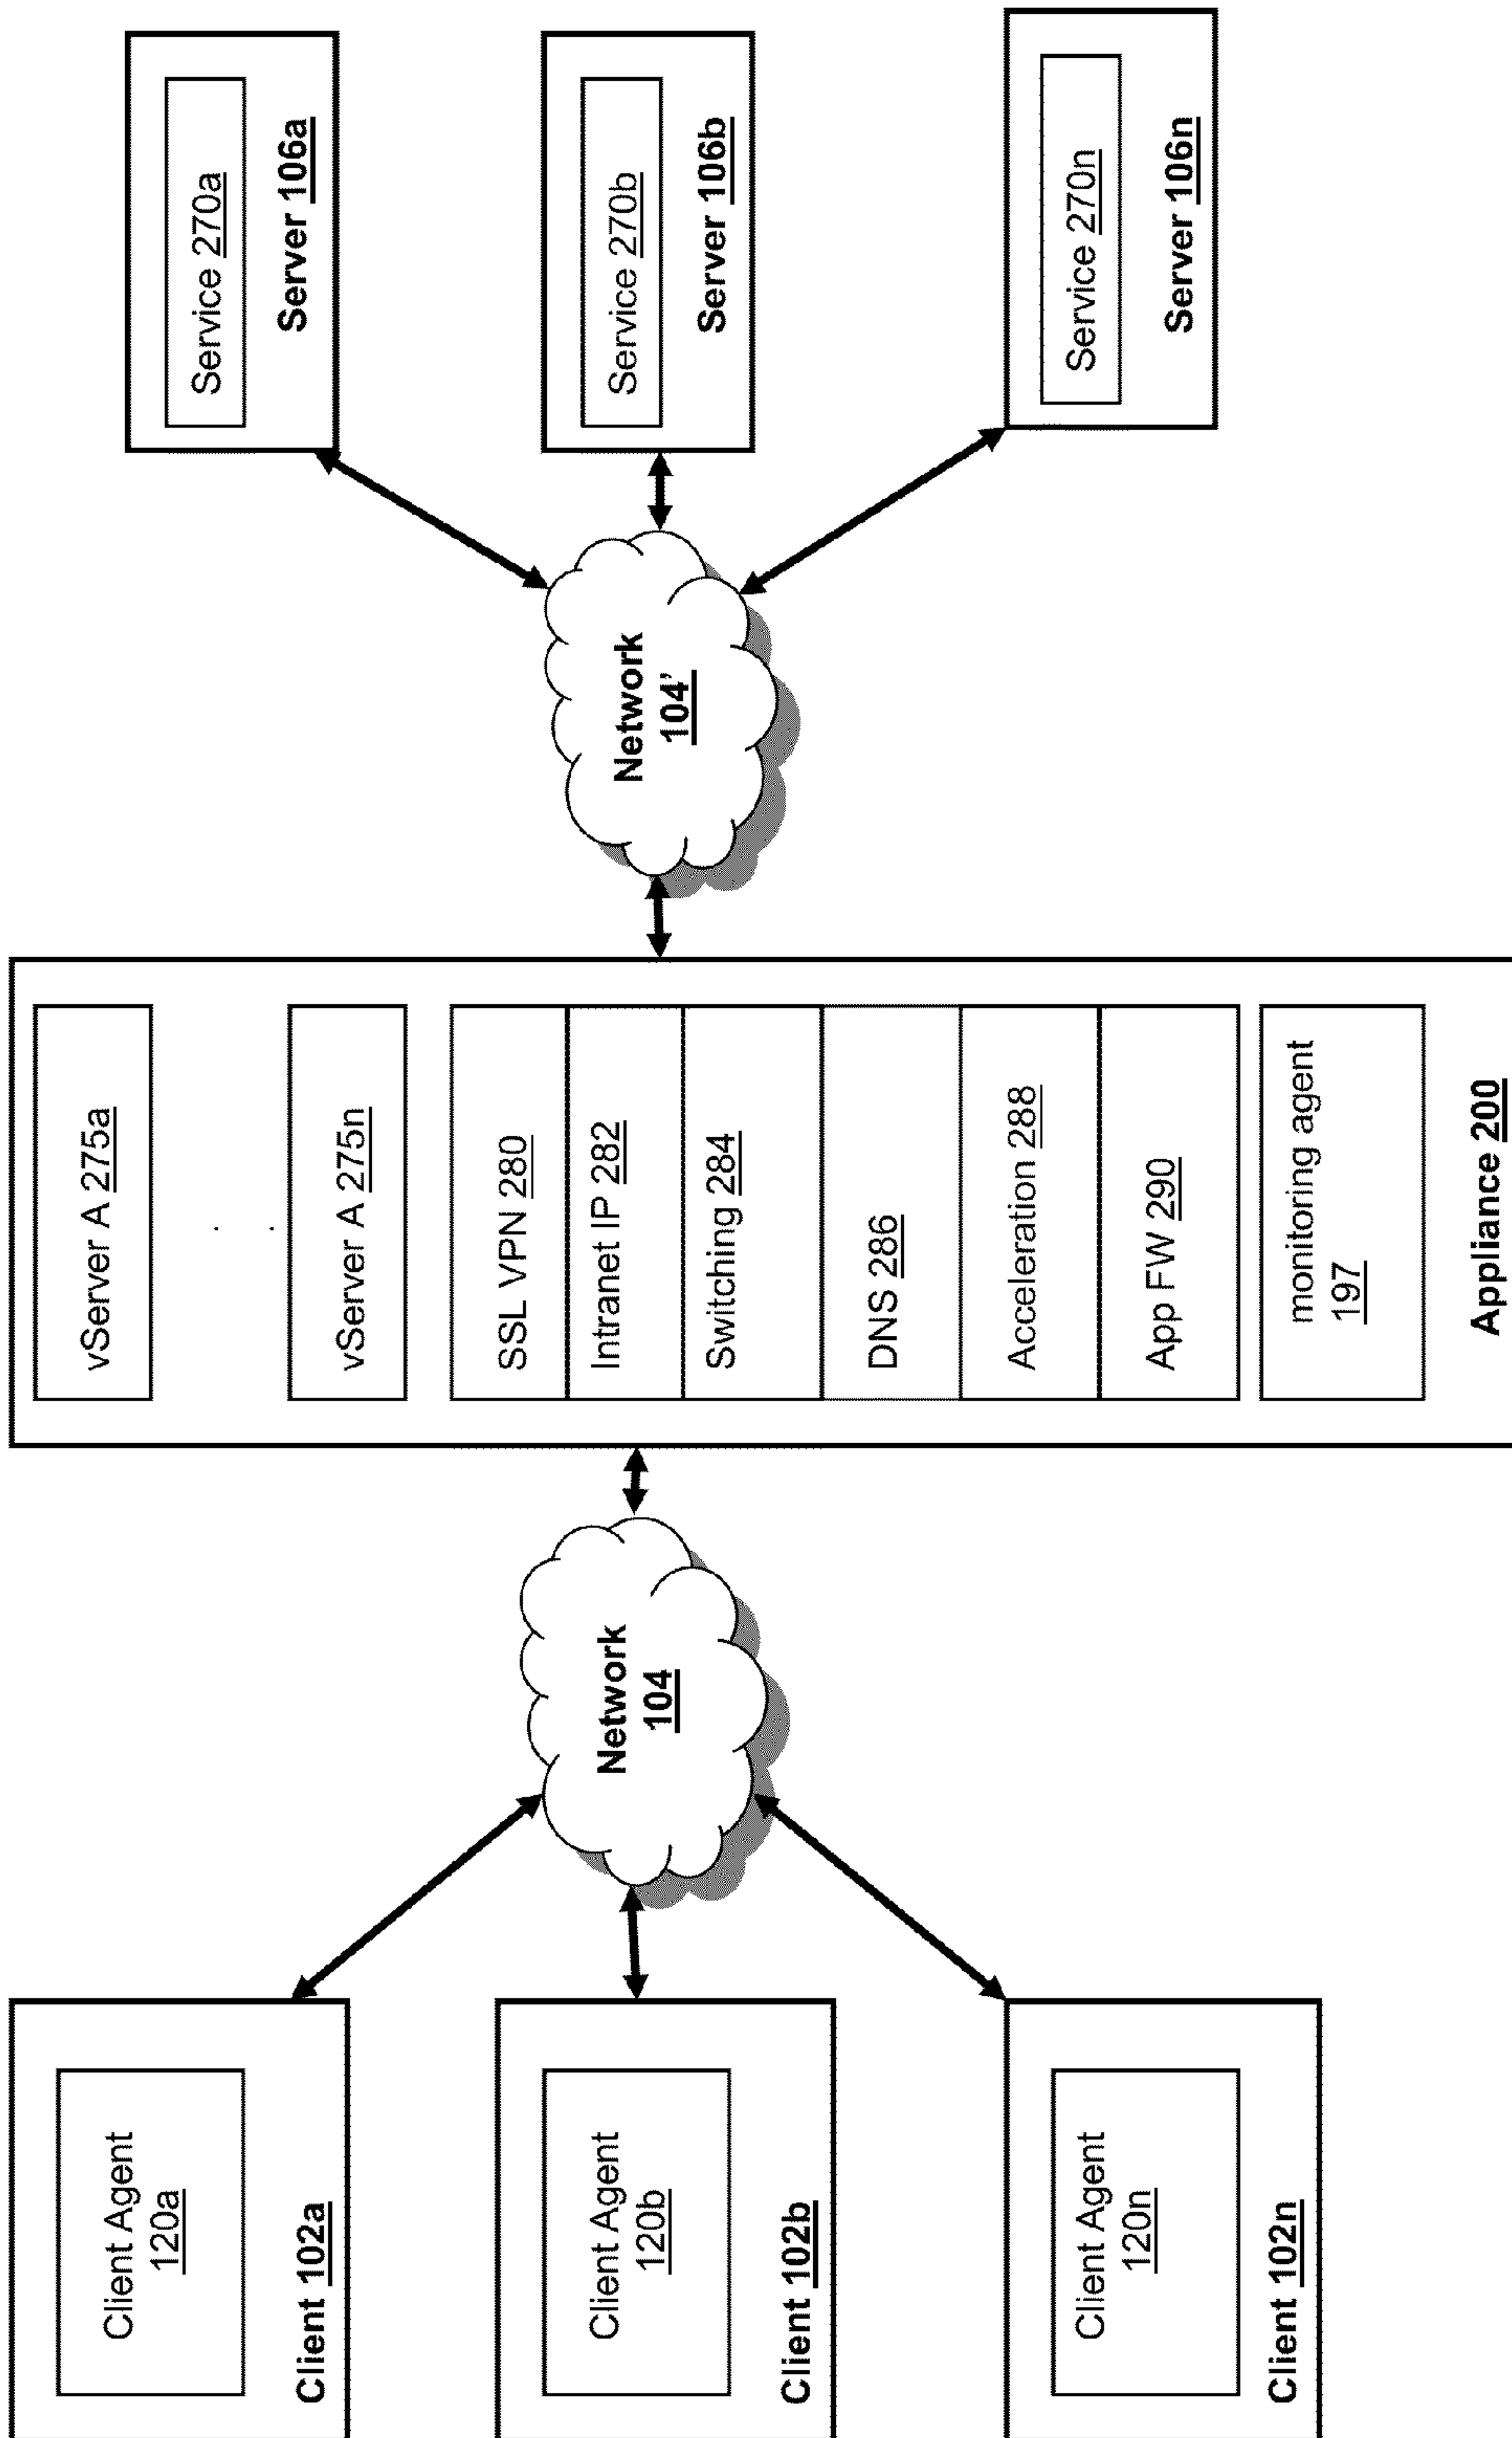 Client Agent
120a
Client 102a
Client Agent
120b
Client 102b
Client Agent
120n
Client 102n
Network
104
vServer A 275a
vServer A 275n
SSL VPN 280
Intranet IP 282
Switching 284
DNS 286
Acceleration 288
App FW 290
monitoring agent
197
Appliance 200
Network
104'
Service 270a
Server 106a
Service 270b
Server 106b
Service 270n
Server 106n